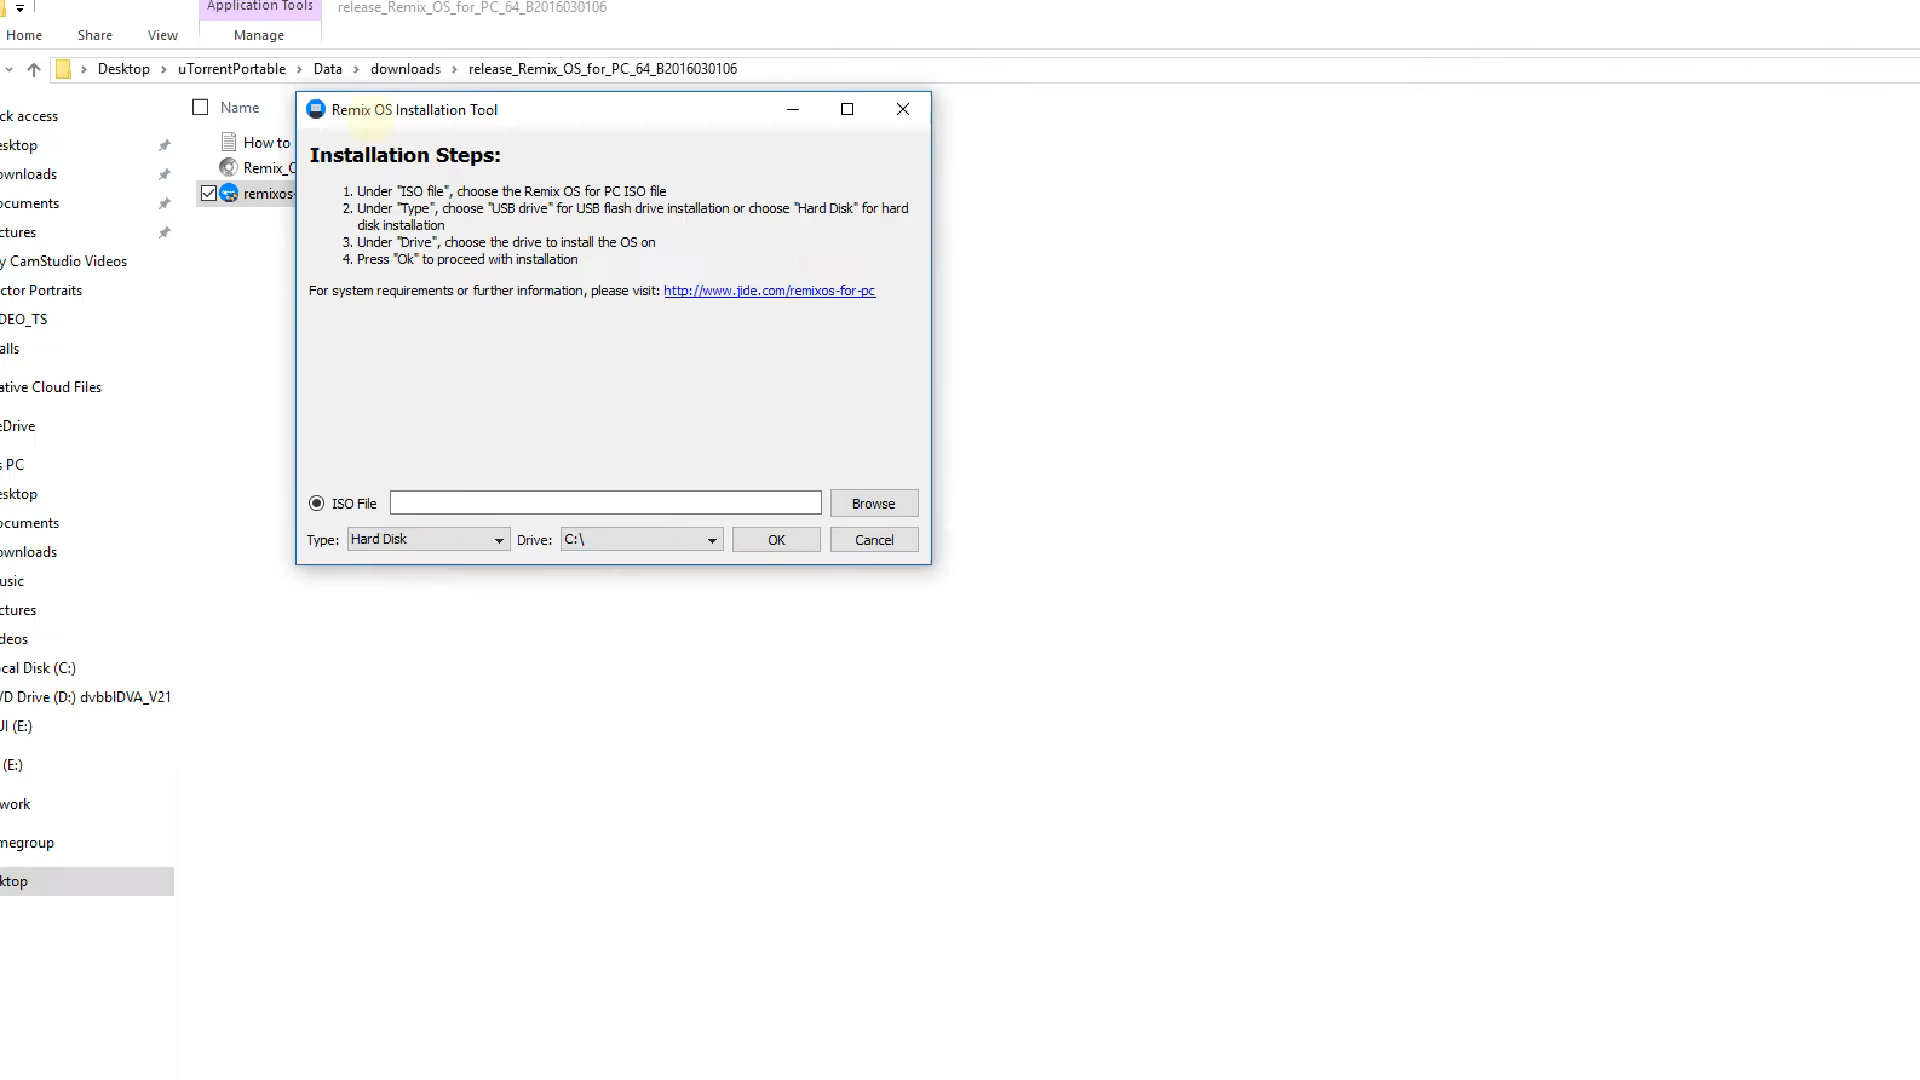 Application Tools
release_Remix_OS_for_PC_64_B2016030106
Home Share View Manage
Desktop uTorrentPortable Data downloads release_Remix_OS_for_PC_64_B2016030106
Name
ck access
esktop
ownloads
ocuments
ctures
y CamStudio Videos
ctor Portraits
DEO_TS
alls
ative Cloud Files
eDrive
s PC
esktop
ocuments
ownloads
usic
ctures
deos
cal Disk (C:)
/D Drive (D:) dvbblDVA_V21
UI (E:)
(E:)
work
megroup
ktop
How to
Remix_O
remixos-
Remix OS Installation Tool
Installation Steps:
1. Under "ISO file", choose the Remix OS for PC ISO file
2. Under "Type", choose "USB drive" for USB flash drive installation or choose "Hard Disk" for hard
disk installation
3. Under "Drive", choose the drive to install the OS on
4. Press "Ok" to proceed with installation
For system requirements or further information, please visit: http://www.jide.com/remixos-for-pc
ISO File Browse
Type: Hard Disk Drive: C:\ OK Cancel